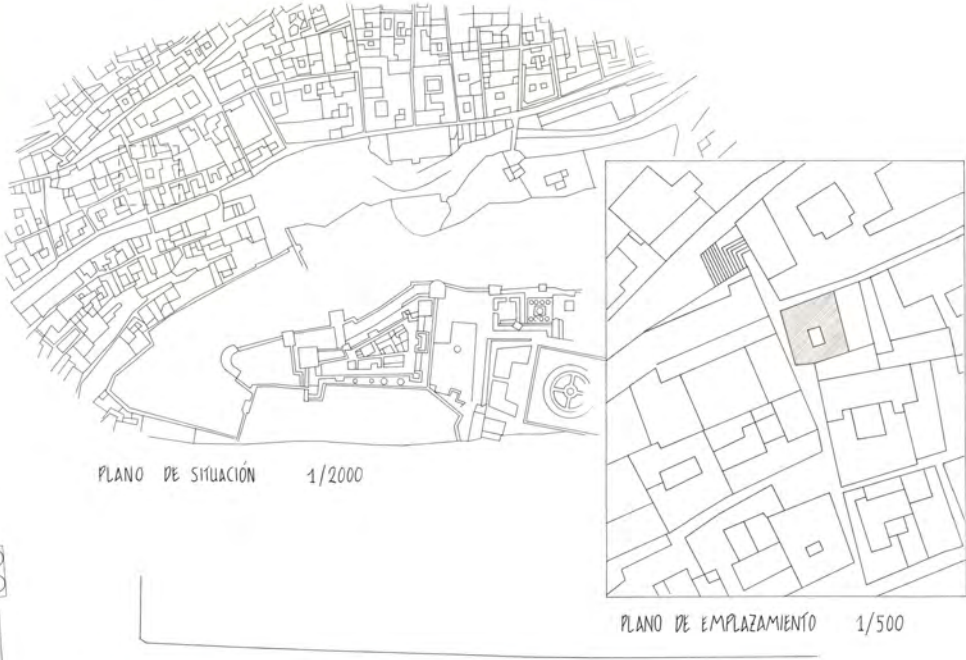 PLANO DE SITUACIÓN 1/2000
PLANO DE EMPLAZAMIENTO 1/500